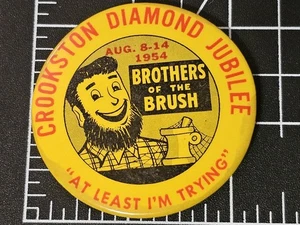 CROOKSTON DIAMOND JUBILEE
AUG. 8-14
1954
BROTHERS
OF THE
BRUSH
"AT LEAST I'M TRYING"